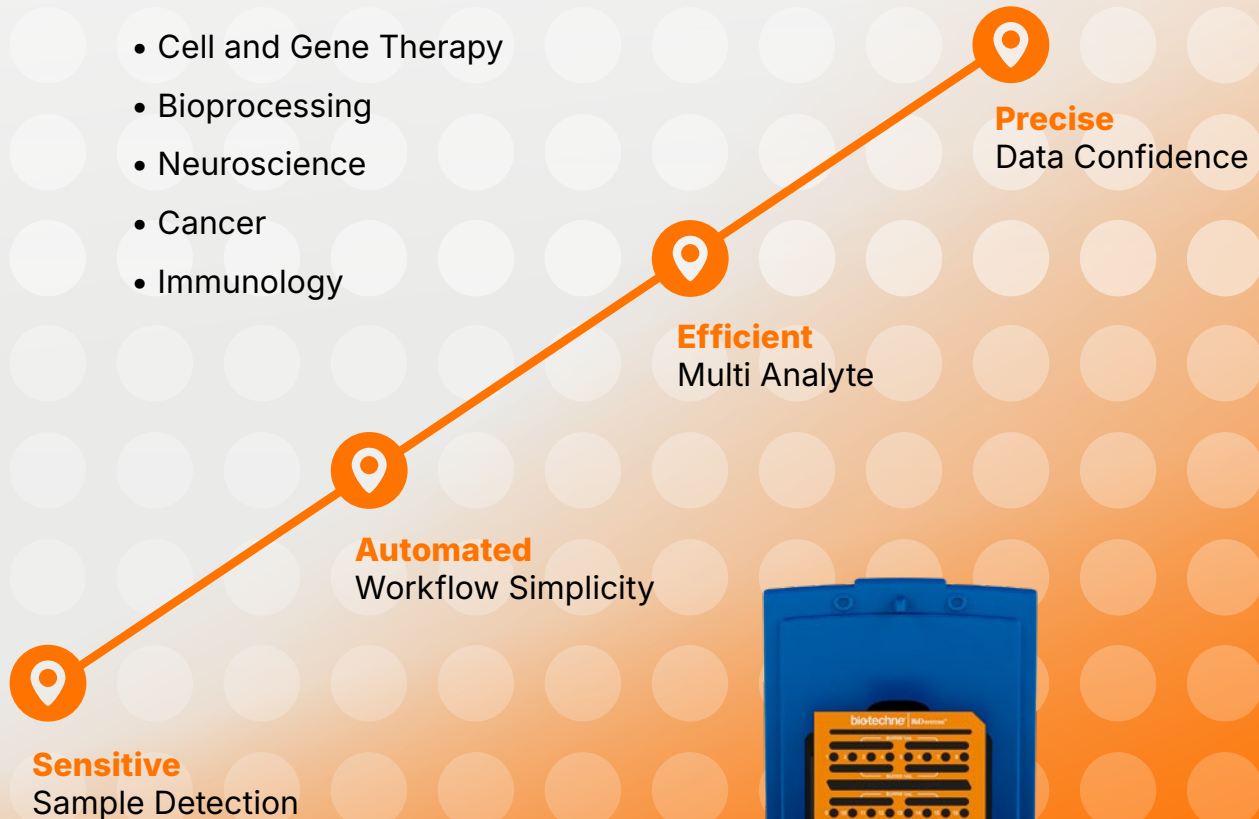 • Cell and Gene Therapy
• Bioprocessing
• Neuroscience
• Cancer
• Immunology
Precise
Data Confidence
Efficient
Multi Analyte
Automated
Workflow Simplicity
Sensitive
Sample Detection
bio-techne R&D SYSTEMS